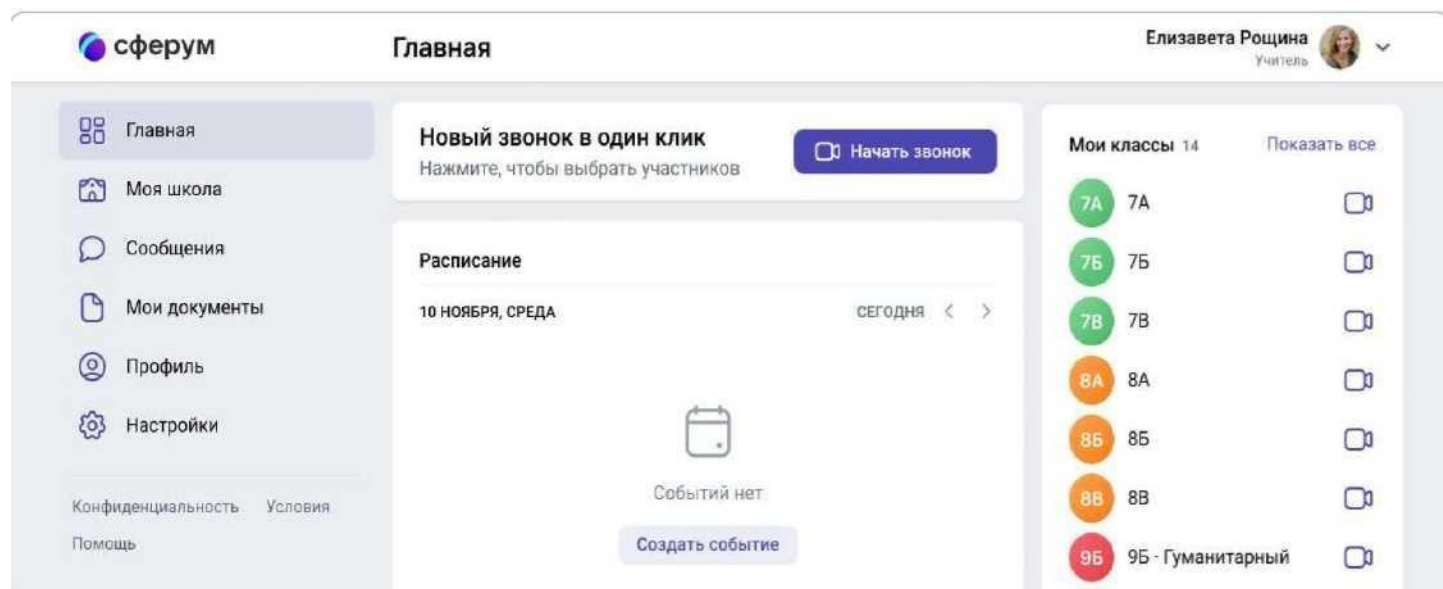 сферум
Главная
Елизавета Рощина
Учитель
Главная
Моя школа
Сообщения
Мои документы
Профиль
Настройки
Конфиденциальность Условия
Помощь
Новый звонок в один клик
Нажмите, чтобы выбрать участников
Начать звонок
Расписание
10 НОЯБРЯ, СРЕДА
СЕГОДНЯ < >
Событий нет
Создать событие
Мои классы 14 Показать все
7А 7А
7Б 7Б
7В 7В
8А 8А
8Б 8Б
8В 8В
9Б 9Б - Гуманитарный